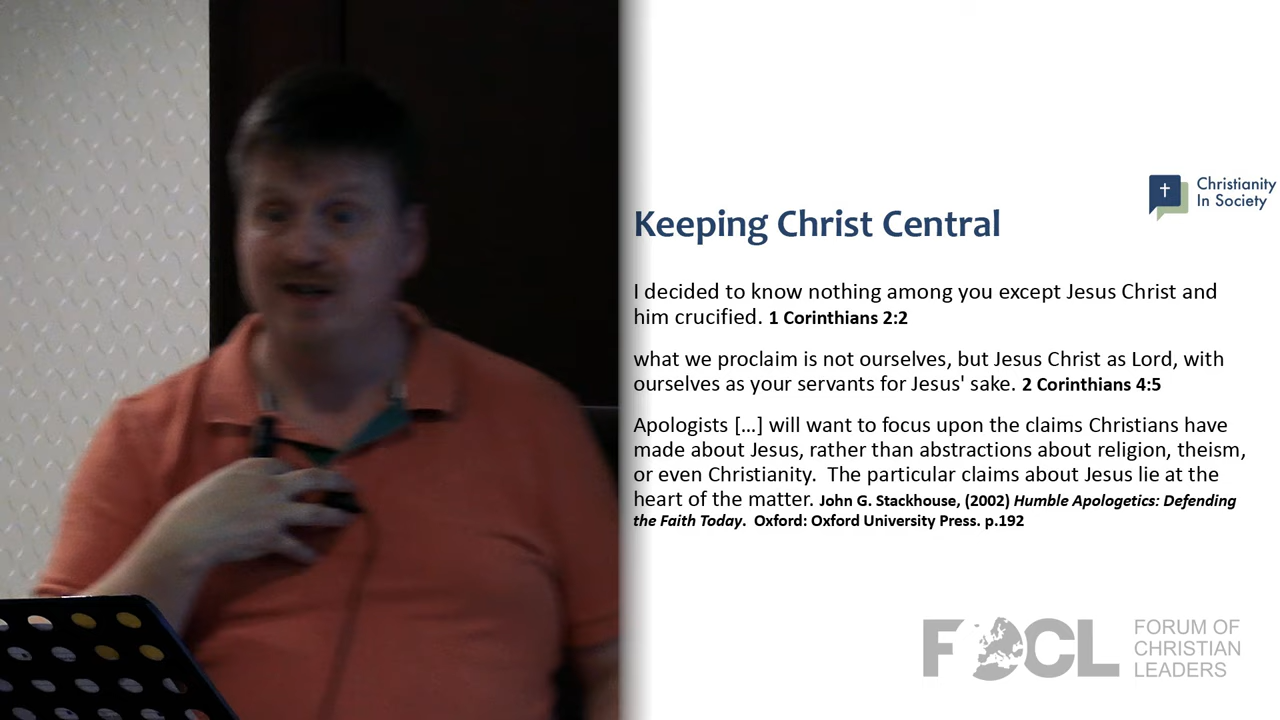 Christianity
In Society
Keeping Christ Central
I decided to know nothing among you except Jesus Christ and
him crucified. 1 Corinthians 2:2
what we proclaim is not ourselves, but Jesus Christ as Lord, with
ourselves as your servants for Jesus' sake. 2 Corinthians 4:5
Apologists [...] will want to focus upon the claims Christians have
made about Jesus, rather than abstractions about religion, theism,
or even Christianity.  The particular claims about Jesus lie at the
heart of the matter. John G. Stackhouse, (2002) Humble Apologetics: Defending
the Faith Today.  Oxford: Oxford University Press. p.192
FOCL
FORUM OF
CHRISTIAN
LEADERS